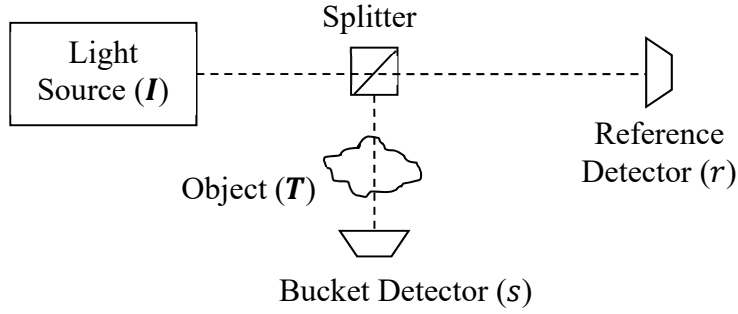 Splitter
Light
Source (I)
Reference
Detector (r)
Object (T)
Bucket Detector (s)